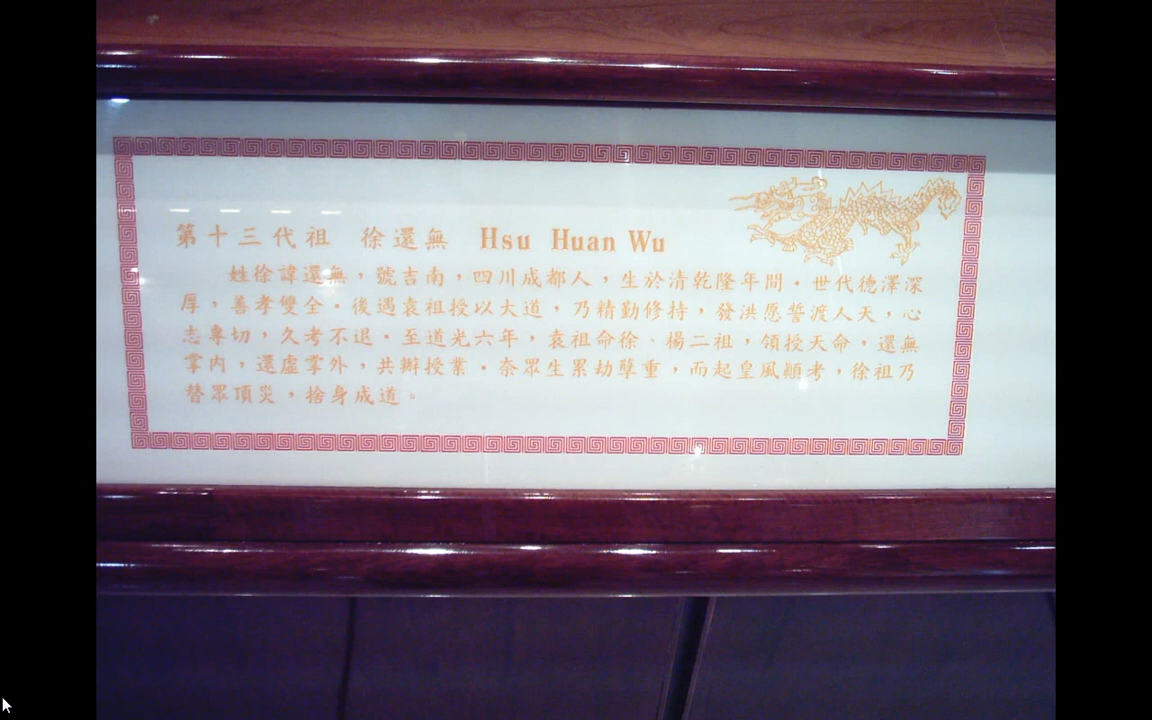 第十三代祖 徐還無 Hsu Huan Wu
姓徐諱還無，號吉南，四川成都人，生於清乾隆年間。世代德澤深
厚，善孝雙全。後遇袁祖授以大道，乃精勤修持，發洪愿誓渡人天，心
志專切，久考不退。至道光六年，袁祖命徐、楊二祖，領授天命，還無
掌內，還虛掌外，共辦授業。奈眾生累劫孽重，而起皇風顛考，徐祖乃
替眾頂災，捨身成道。